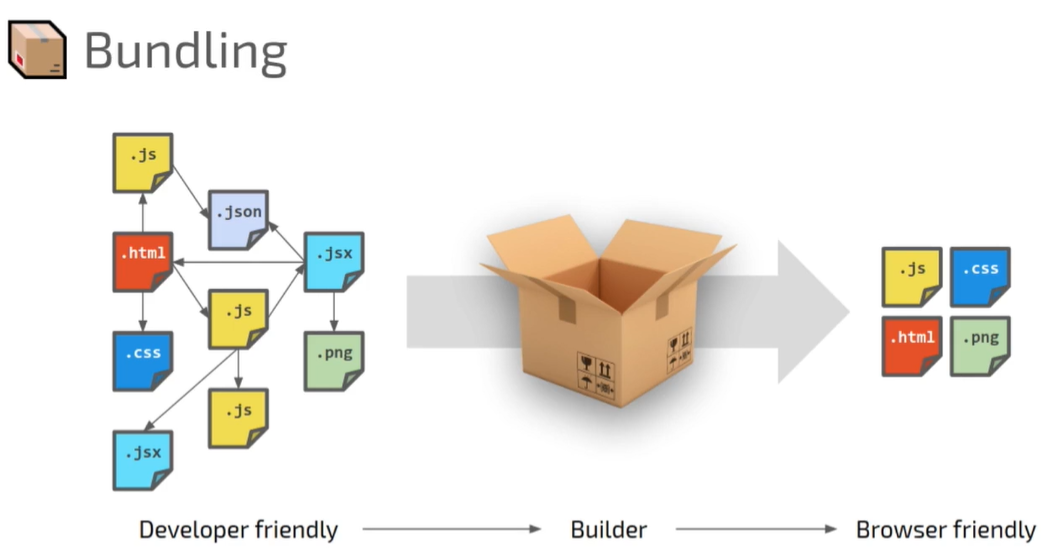 Bundling
.js
.json
.html
.jsx
.js
.css
.png
.js
.jsx
.js
.css
.html
.png
Developer friendly
Builder
Browser friendly